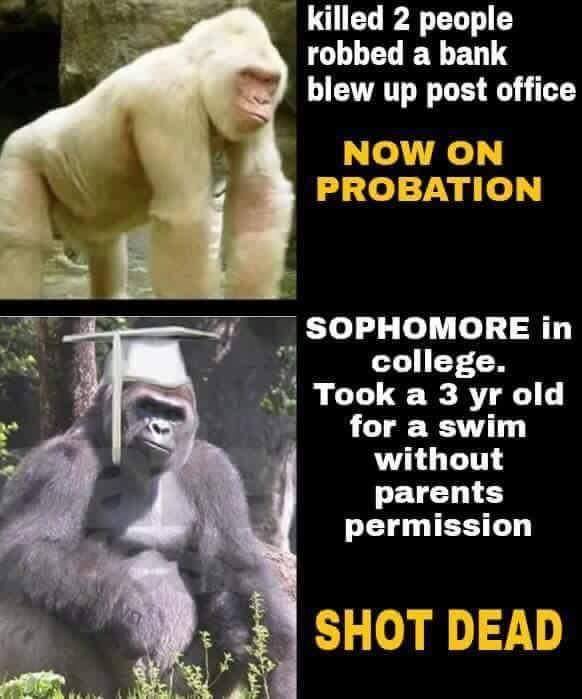 killed 2 people
robbed a bank
blew up post office
NOW ON
PROBATION
SOPHOMORE in
college.
Took a 3 yr old
for a swim
without
parents
permission
SHOT DEAD